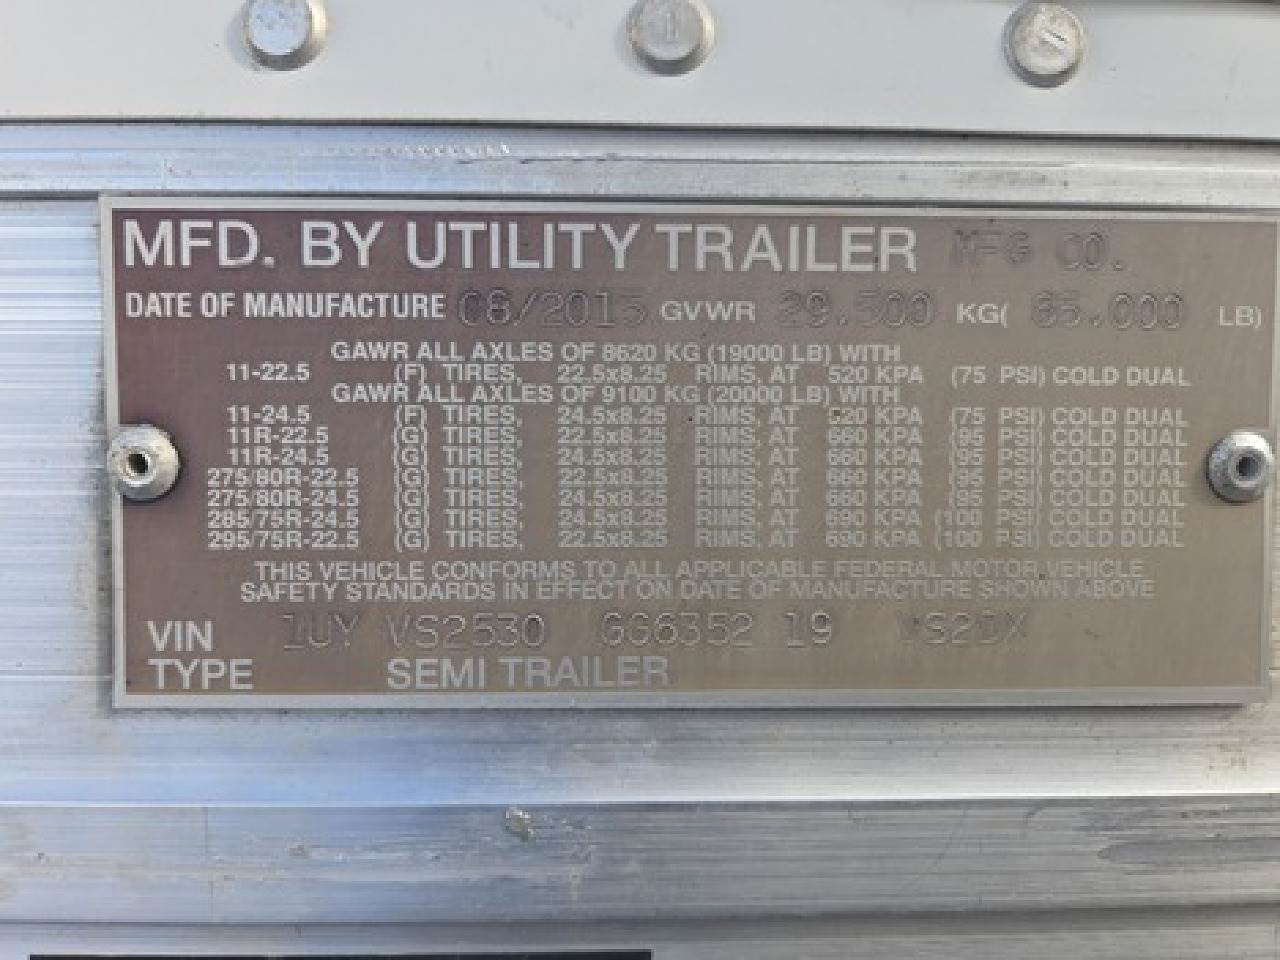 MFD. BY UTILITY TRAILER MFG CO.
DATE OF MANUFACTURE 08/2015 GVWR 29.500 KG( 65.000 LB)
GAWR ALL AXLES OF 8620 KG (19000 LB) WITH
11-22.5 (F) TIRES, 22.5x8.25 RIMS, AT 520 KPA (75 PSI) COLD DUAL
GAWR ALL AXLES OF 9100 KG (20000 LB) WITH
11-24.5 (F) TIRES, 24.5x8.25 RIMS, AT 520 KPA (75 PSI) COLD DUAL
11R-22.5 (G) TIRES, 22.5x8.25 RIMS, AT 660 KPA (95 PSI) COLD DUAL
11R-24.5 (G) TIRES, 24.5x8.25 RIMS, AT 660 KPA (95 PSI) COLD DUAL
275/80R-22.5 (G) TIRES, 22.5x8.25 RIMS, AT 660 KPA (95 PSI) COLD DUAL
275/80R-24.5 (G) TIRES, 24.5x8.25 RIMS, AT 660 KPA (95 PSI) COLD DUAL
285/75R-24.5 (G) TIRES, 24.5x8.25 RIMS, AT 690 KPA (100 PSI) COLD DUAL
295/75R-22.5 (G) TIRES, 22.5x8.25 RIMS, AT 690 KPA (100 PSI) COLD DUAL
THIS VEHICLE CONFORMS TO ALL APPLICABLE FEDERAL MOTOR VEHICLE
SAFETY STANDARDS IN EFFECT ON DATE OF MANUFACTURE SHOWN ABOVE
VIN 1UY VS2530 GG6352 19 VS2DX
TYPE SEMI TRAILER